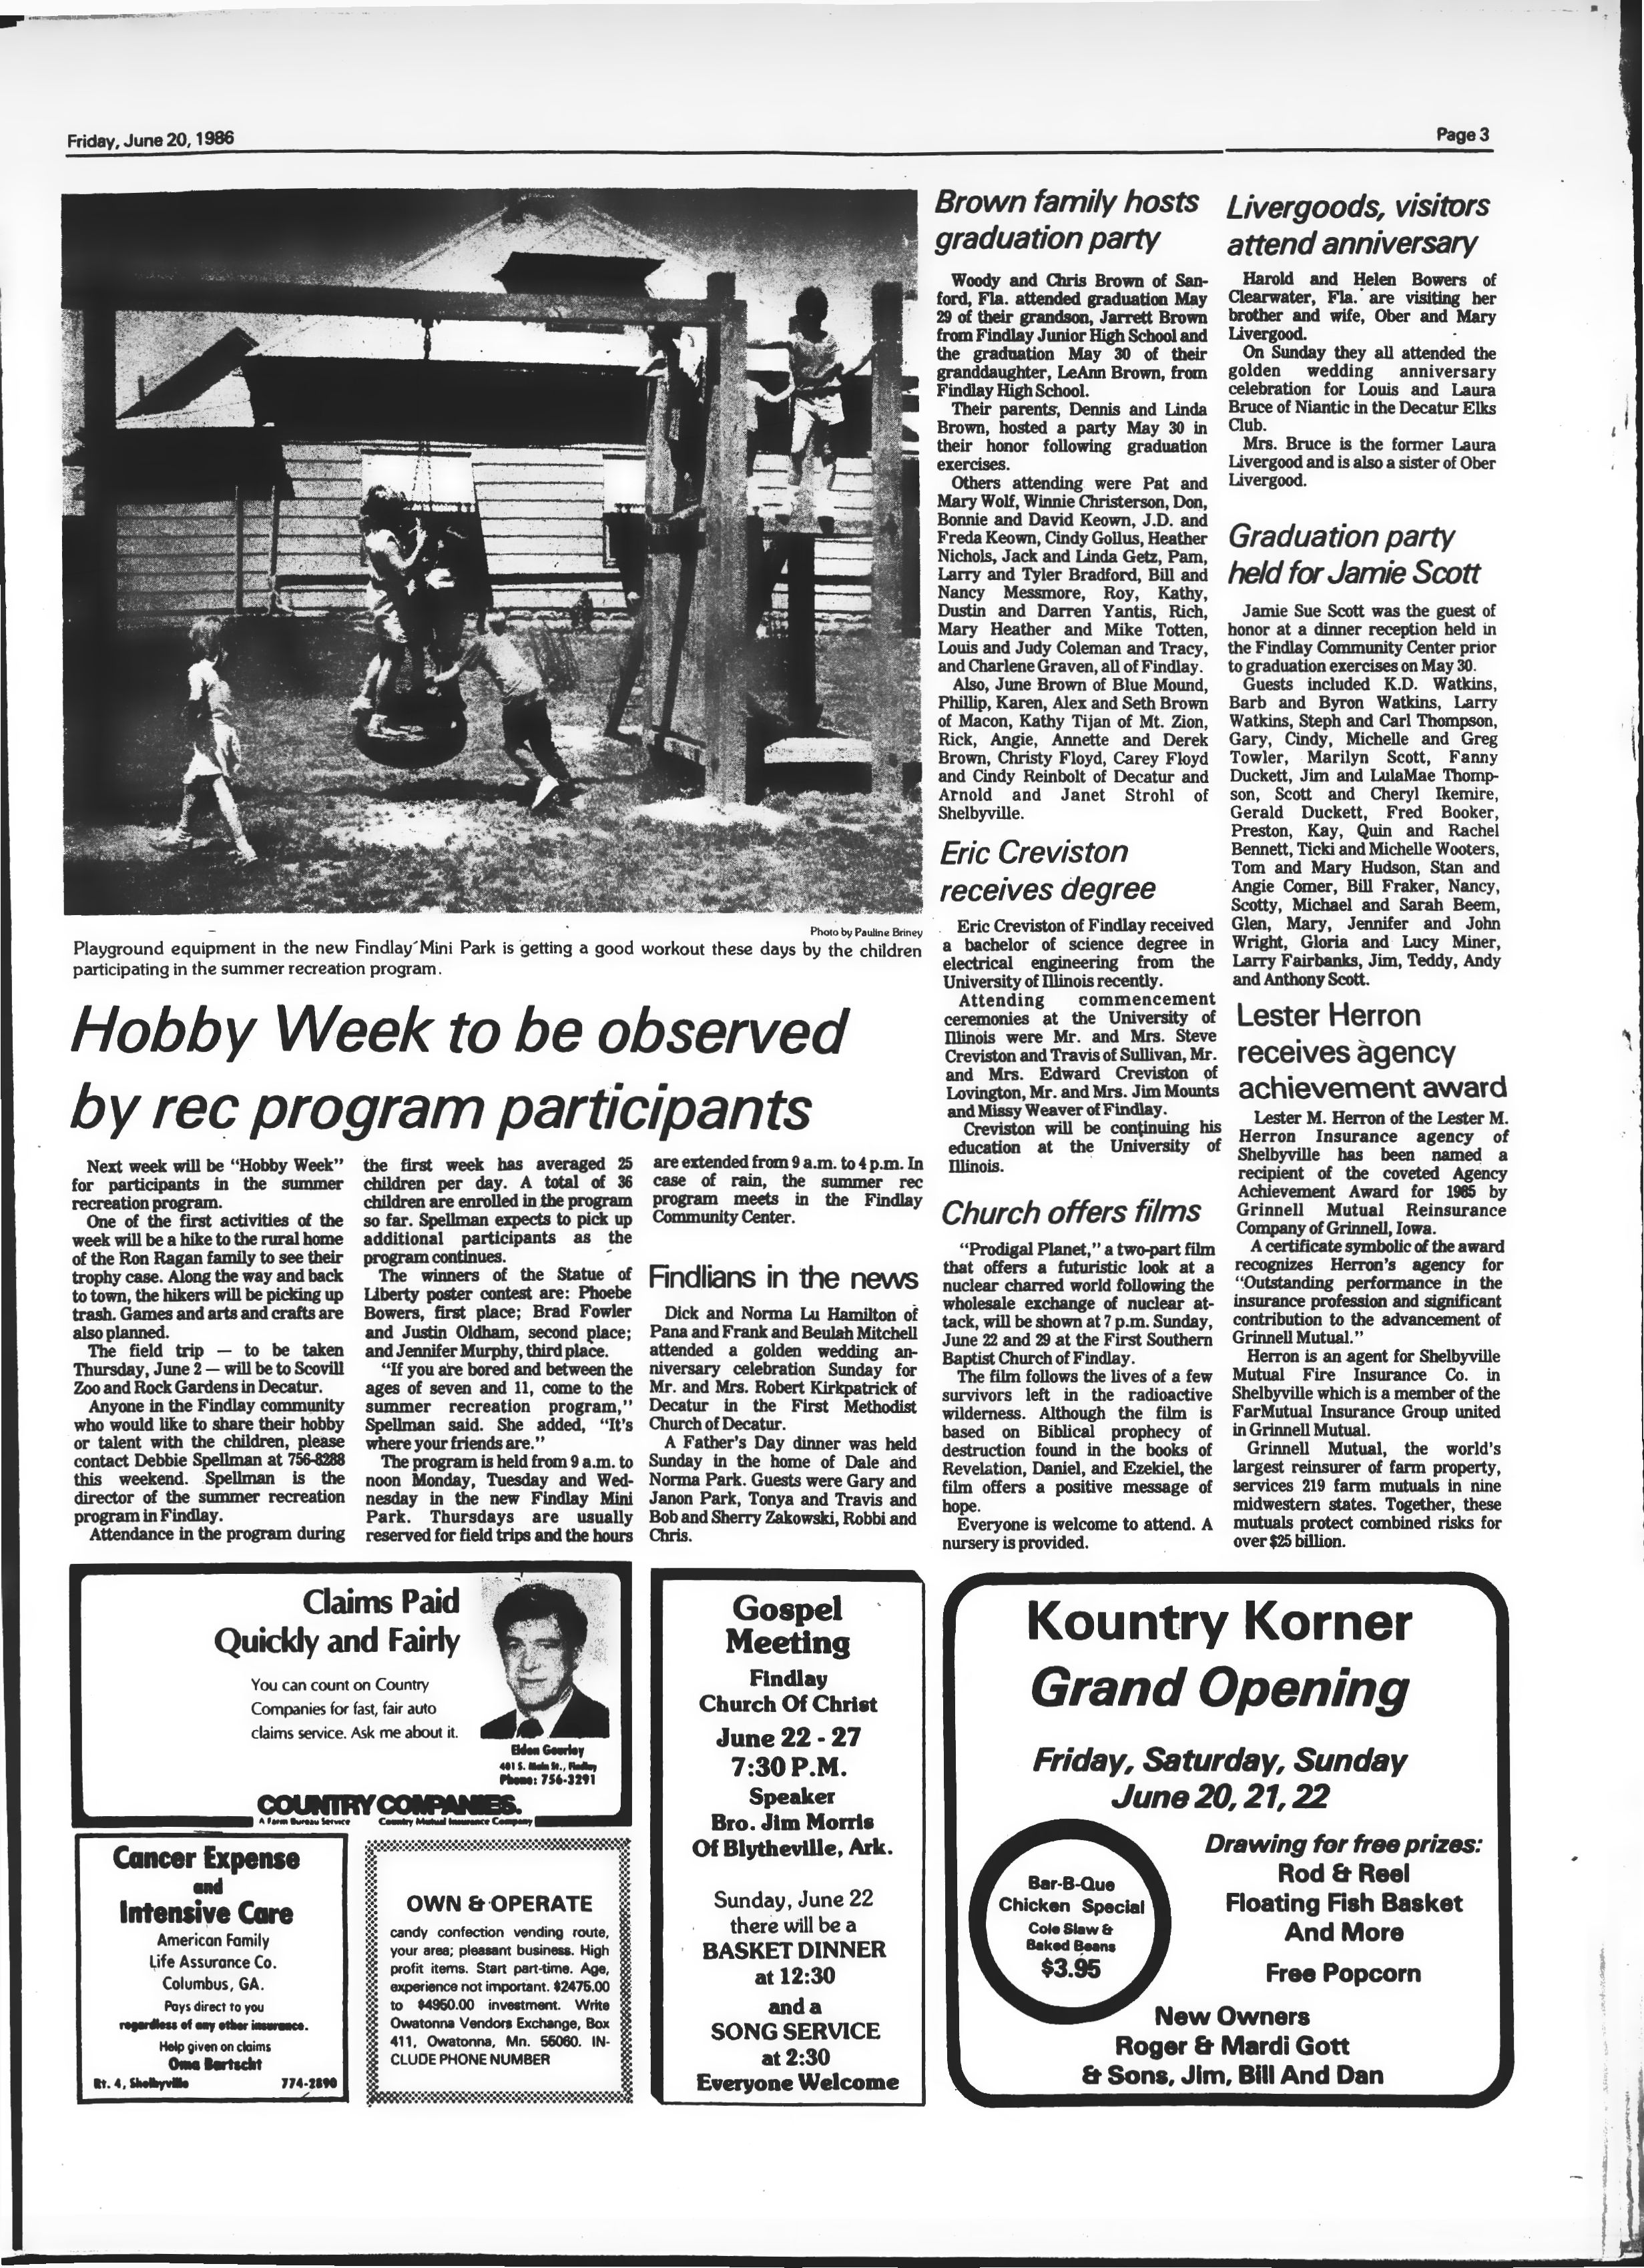 Friday, June 20, 1986
Page 3
Photo by Pauline Briney
Playground equipment in the new Findlay Mini Park is getting a good workout these days by the children
participating in the summer recreation program.
Hobby Week to be observed
by rec program participants
Next week will be "Hobby Week"
for participants in the summer
recreation program.
One of the first activities of the
week will be a hike to the rural home
of the Ron Ragan family to see their
trophy case. Along the way and back
to town, the hikers will be picking up
trash. Games and arts and crafts are
also planned.
The field trip — to be taken
Thursday, June 2 — will be to Scovill
Zoo and Rock Gardens in Decatur.
Anyone in the Findlay community
who would like to share their hobby
or talent with the children, please
contact Debbie Spellman at 756-8288
this weekend. Spellman is the
director of the summer recreation
program in Findlay.
Attendance in the program during
the first week has averaged 25
children per day. A total of 36
children are enrolled in the program
so far. Spellman expects to pick up
additional participants as the
program continues.
The winners of the Statue of
Liberty poster contest are: Phoebe
Bowers, first place; Brad Fowler
and Justin Oldham, second place;
and Jennifer Murphy, third place.
"If you are bored and between the
ages of seven and 11, come to the
summer recreation program,"
Spellman said. She added, "It's
where your friends are."
The program is held from 9 a.m. to
noon Monday, Tuesday and Wed-
nesday in the new Findlay Mini
Park. Thursdays are usually
reserved for field trips and the hours
are extended from 9 a.m. to 4 p.m. In
case of rain, the summer rec
program meets in the Findlay
Community Center.
Findlians in the news
Dick and Norma Lu Hamilton of
Pana and Frank and Beulah Mitchell
attended a golden wedding an-
niversary celebration Sunday for
Mr. and Mrs. Robert Kirkpatrick of
Decatur in the First Methodist
Church of Decatur.
A Father's Day dinner was held
Sunday in the home of Dale and
Norma Park. Guests were Gary and
Janon Park, Tonya and Travis and
Bob and Sherry Zakowski, Robbi and
Chris.
Brown family hosts
graduation party
Woody and Chris Brown of San-
ford, Fla. attended graduation May
29 of their grandson, Jarrett Brown
from Findlay Junior High School and
the graduation May 30 of their
granddaughter, LeAnn Brown, from
Findlay High School.
Their parents, Dennis and Linda
Brown, hosted a party May 30 in
their honor following graduation
exercises.
Others attending were Pat and
Mary Wolf, Winnie Christerson, Don,
Bonnie and David Keown, J.D. and
Freda Keown, Cindy Gollus, Heather
Nichols, Jack and Linda Getz, Pam,
Larry and Tyler Bradford, Bill and
Nancy Messmore, Roy, Kathy,
Dustin and Darren Yantis, Rich,
Mary Heather and Mike Totten,
Louis and Judy Coleman and Tracy,
and Charlene Graven, all of Findlay.
Also, June Brown of Blue Mound,
Phillip, Karen, Alex and Seth Brown
of Macon, Kathy Tijan of Mt. Zion,
Rick, Angie, Annette and Derek
Brown, Christy Floyd, Carey Floyd
and Cindy Reinbolt of Decatur and
Arnold and Janet Strohl of
Shelbyville.
Eric Creviston
receives degree
Eric Creviston of Findlay received
a bachelor of science degree in
electrical engineering from the
University of Illinois recently.
Attending commencement
ceremonies at the University of
Illinois were Mr. and Mrs. Steve
Creviston and Travis of Sullivan, Mr.
and Mrs. Edward Creviston of
Lovington, Mr. and Mrs. Jim Mounts
and Missy Weaver of Findlay.
Creviston will be continuing his
education at the University of
Illinois.
Church offers films
"Prodigal Planet," a two-part film
that offers a futuristic look at a
nuclear charred world following the
wholesale exchange of nuclear at-
tack, will be shown at 7 p.m. Sunday,
June 22 and 29 at the First Southern
Baptist Church of Findlay.
The film follows the lives of a few
survivors left in the radioactive
wilderness. Although the film is
based on Biblical prophecy of
destruction found in the books of
Revelation, Daniel, and Ezekiel, the
film offers a positive message of
hope.
Everyone is welcome to attend. A
nursery is provided.
Livergoods, visitors
attend anniversary
Harold and Helen Bowers of
Clearwater, Fla. are visiting her
brother and wife, Ober and Mary
Livergood.
On Sunday they all attended the
golden wedding anniversary
celebration for Louis and Laura
Bruce of Niantic in the Decatur Elks
Club.
Mrs. Bruce is the former Laura
Livergood and is also a sister of Ober
Livergood.
Graduation party
held for Jamie Scott
Jamie Sue Scott was the guest of
honor at a dinner reception held in
the Findlay Community Center prior
to graduation exercises on May 30.
Guests included K.D. Watkins,
Barb and Byron Watkins, Larry
Watkins, Steph and Carl Thompson,
Gary, Cindy, Michelle and Greg
Towler, Marilyn Scott, Fanny
Duckett, Jim and LulaMae Thomp-
son, Scott and Cheryl Ikemire,
Gerald Duckett, Fred Booker,
Preston, Kay, Quin and Rachel
Bennett, Ticki and Michelle Wooters,
Tom and Mary Hudson, Stan and
Angie Comer, Bill Fraker, Nancy,
Scotty, Michael and Sarah Beem,
Glen, Mary, Jennifer and John
Wright, Gloria and Lucy Miner,
Larry Fairbanks, Jim, Teddy, Andy
and Anthony Scott.
Lester Herron
receives agency
achievement award
Lester M. Herron of the Lester M.
Herron Insurance agency of
Shelbyville has been named a
recipient of the coveted Agency
Achievement Award for 1985 by
Grinnell Mutual Reinsurance
Company of Grinnell, Iowa.
A certificate symbolic of the award
recognizes Herron's agency for
"Outstanding performance in the
insurance profession and significant
contribution to the advancement of
Grinnell Mutual."
Herron is an agent for Shelbyville
Mutual Fire Insurance Co. in
Shelbyville which is a member of the
FarMutual Insurance Group united
in Grinnell Mutual.
Grinnell Mutual, the world's
largest reinsurer of farm property,
services 219 farm mutuals in nine
midwestern states. Together, these
mutuals protect combined risks for
over $25 billion.
Claims Paid
Quickly and Fairly
You can count on Country
Companies for fast, fair auto
claims service. Ask me about it.
Eldon Gourley
401 S. Main St., Findlay
Phone: 756-3291
COUNTRY COMPANIES.
A Farm Bureau Service
Country Mutual Insurance Company
Cancer Expense
and
Intensive Care
American Family
Life Assurance Co.
Columbus, GA.
Pays direct to you
regardless of any other insurance.
Help given on claims
Oma Bartscht
Rt. 4, Shelbyville
774-2890
OWN & OPERATE
candy confection vending route,
your area; pleasant business. High
profit items. Start part-time. Age,
experience not important. $2475.00
to $4950.00 investment. Write
Owatonna Vendors Exchange, Box
411, Owatonna, Mn. 55060. IN-
CLUDE PHONE NUMBER
Gospel
Meeting
Findlay
Church Of Christ
June 22 - 27
7:30 P.M.
Speaker
Bro. Jim Morris
Of Blytheville, Ark.
Sunday, June 22
there will be a
BASKET DINNER
at 12:30
and a
SONG SERVICE
at 2:30
Everyone Welcome
Kountry Korner
Grand Opening
Friday, Saturday, Sunday
June 20, 21, 22
Bar-B-Que
Chicken Special
Cole Slaw &
Baked Beans
$3.95
Drawing for free prizes:
Rod & Reel
Floating Fish Basket
And More
Free Popcorn
New Owners
Roger & Mardi Gott
& Sons, Jim, Bill And Dan